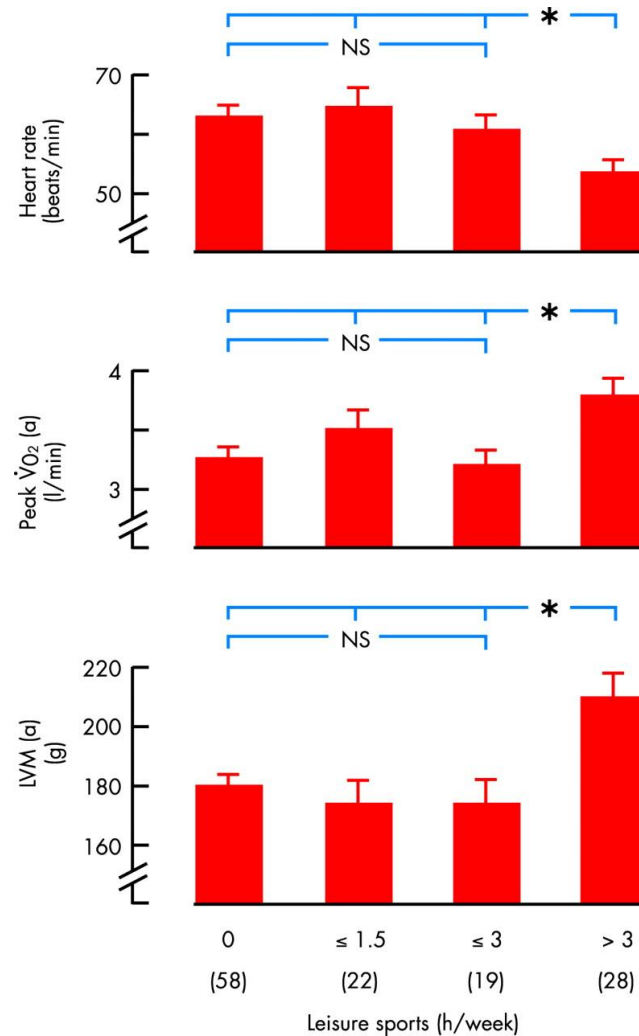 *
NS
70
50
Heart rate
(beats/min)
*
NS
4
3
Peak V̇O₂ (a)
(l/min)
*
NS
220
200
180
160
LVM (a)
(g)
0 ≤ 1.5 ≤ 3 > 3
(58) (22) (19) (28)
Leisure sports (h/week)